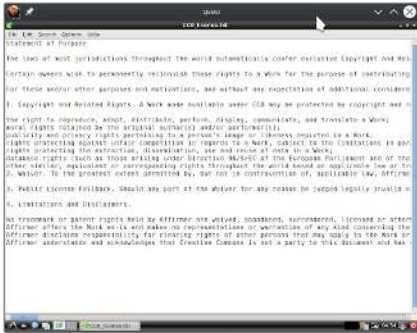 QEMU
CC0_license.txt
File Edit Search Options Help
Statement of Purpose
The laws of most jurisdictions throughout the world automatically confer exclusive Copyright and Rel
Certain owners wish to permanently relinquish those rights to a Work for the purpose of contributing
For these and/or other purposes and motivations, and without any expectation of additional considera
1. Copyright and Related Rights. A Work made available under CC0 may be protected by copyright and r
the right to reproduce, adapt, distribute, perform, display, communicate, and translate a Work;
moral rights retained by the original author(s) and/or performer(s);
publicity and privacy rights pertaining to a person's image or likeness depicted in a Work;
rights protecting against unfair competition in regards to a Work, subject to the limitations in par
rights protecting the extraction, dissemination, use and reuse of data in a Work;
database rights (such as those arising under Directive 96/9/EC of the European Parliament and of the
other similar, equivalent or corresponding rights throughout the world based on applicable law or tr
2. Waiver. To the greatest extent permitted by, but not in contravention of, applicable law, Affirme
3. Public License Fallback. Should any part of the Waiver for any reason be judged legally invalid o
4. Limitations and Disclaimers.
No trademark or patent rights held by Affirmer are waived, abandoned, surrendered, licensed or other
Affirmer offers the Work as-is and makes no representations or warranties of any kind concerning the
Affirmer disclaims responsibility for clearing rights of other persons that may apply to the Work or
Affirmer understands and acknowledges that Creative Commons is not a party to this document and has
CC0_license.txt